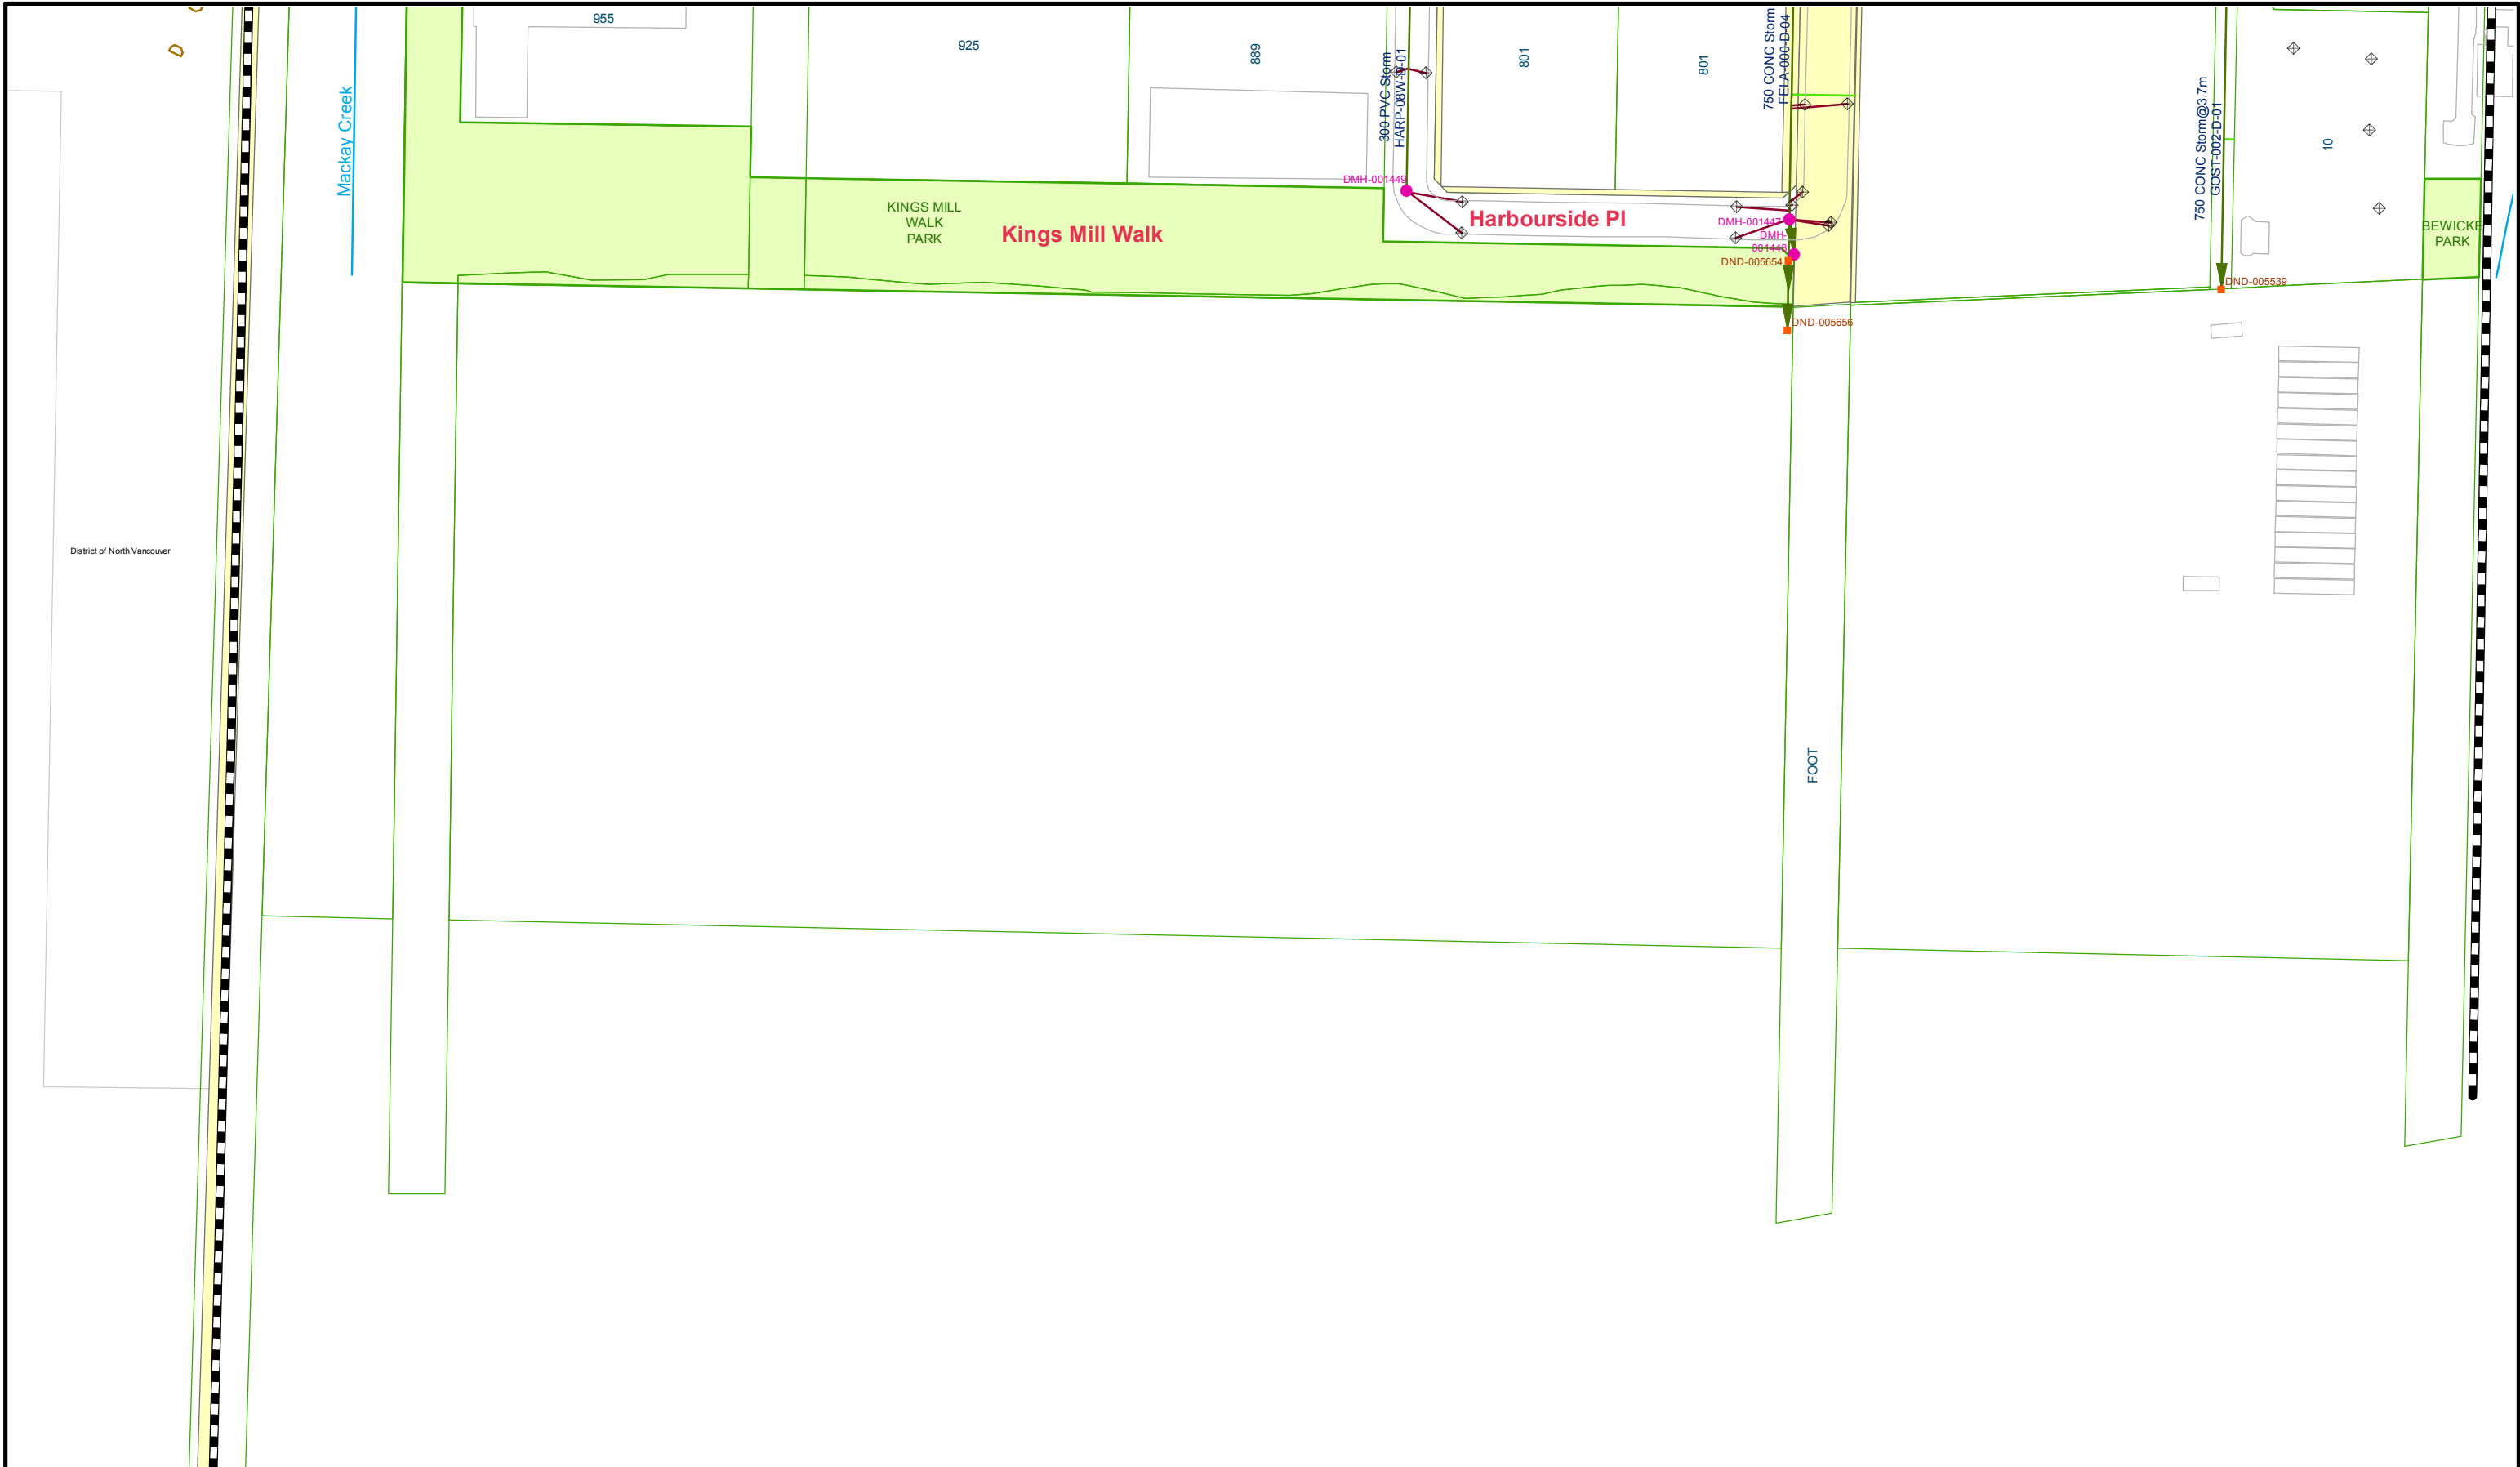 955
925
889
801
801
10
D
Mackay Creek
300 PVC Storm
HARP-08W-D-01
750 CONC Storm
FELA-000-D-04
750 CONC Storm@3.7m
GOST-002-D-01
DMH-001449
KINGS MILL
WALK
PARK
Kings Mill Walk
Harbourside Pl
DMH-001447
DMH-
001448
DND-005654
DND-005656
DND-005539
BEWICKE
PARK
District of North Vancouver
FOOT